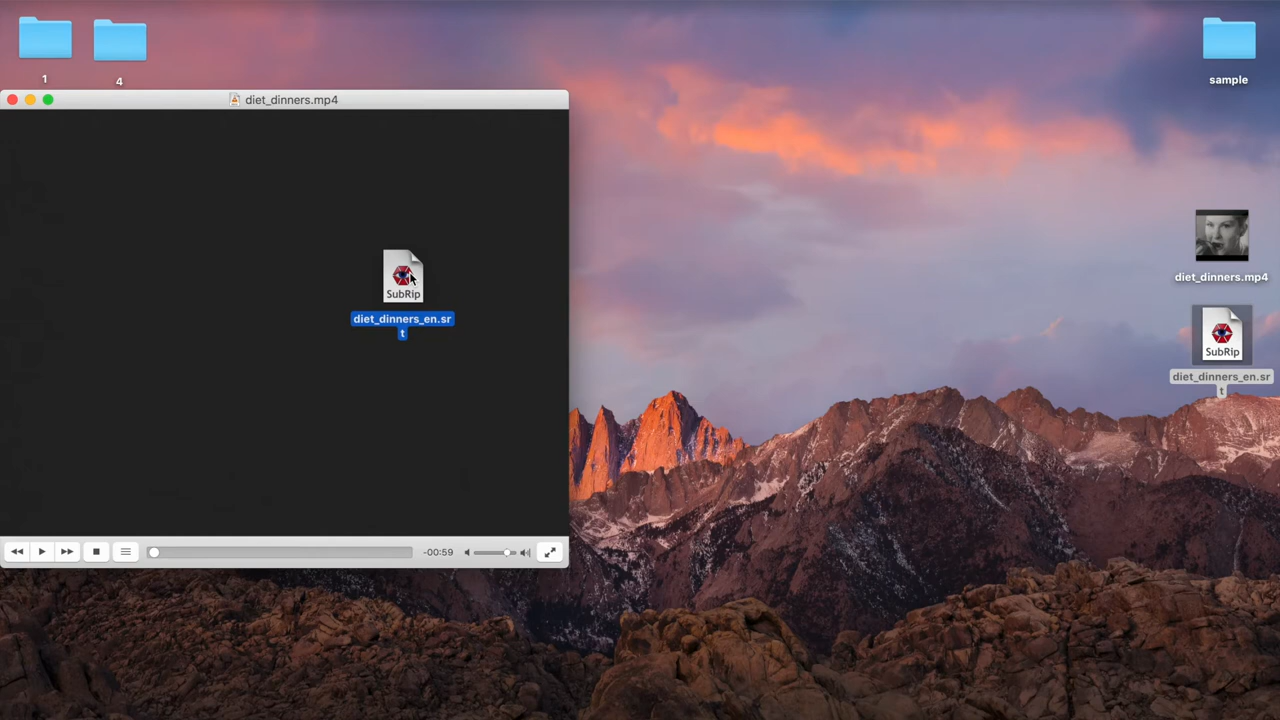 1
4
sample
diet_dinners.mp4
SubRip
diet_dinners_en.sr
t
-00:59
diet_dinners.mp4
SubRip
diet_dinners_en.sr
t